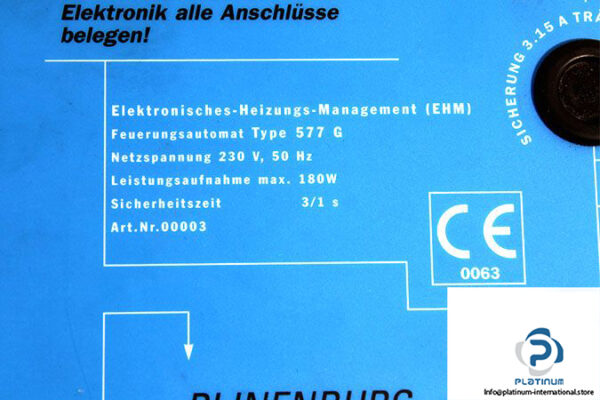 Elektronik alle Anschlüsse
belegen!
SICHERUNG 3.15 A TRÄ
Elektronisches-Heizungs-Management (EHM)
Feuerungsautomat Type 577 G
Netzspannung 230 V, 50 Hz
Leistungsaufnahme max. 180W
Sicherheitszeit 3/1 s
Art.Nr.00003
CE
0063
PLATINUM
Info@platinum-international.store